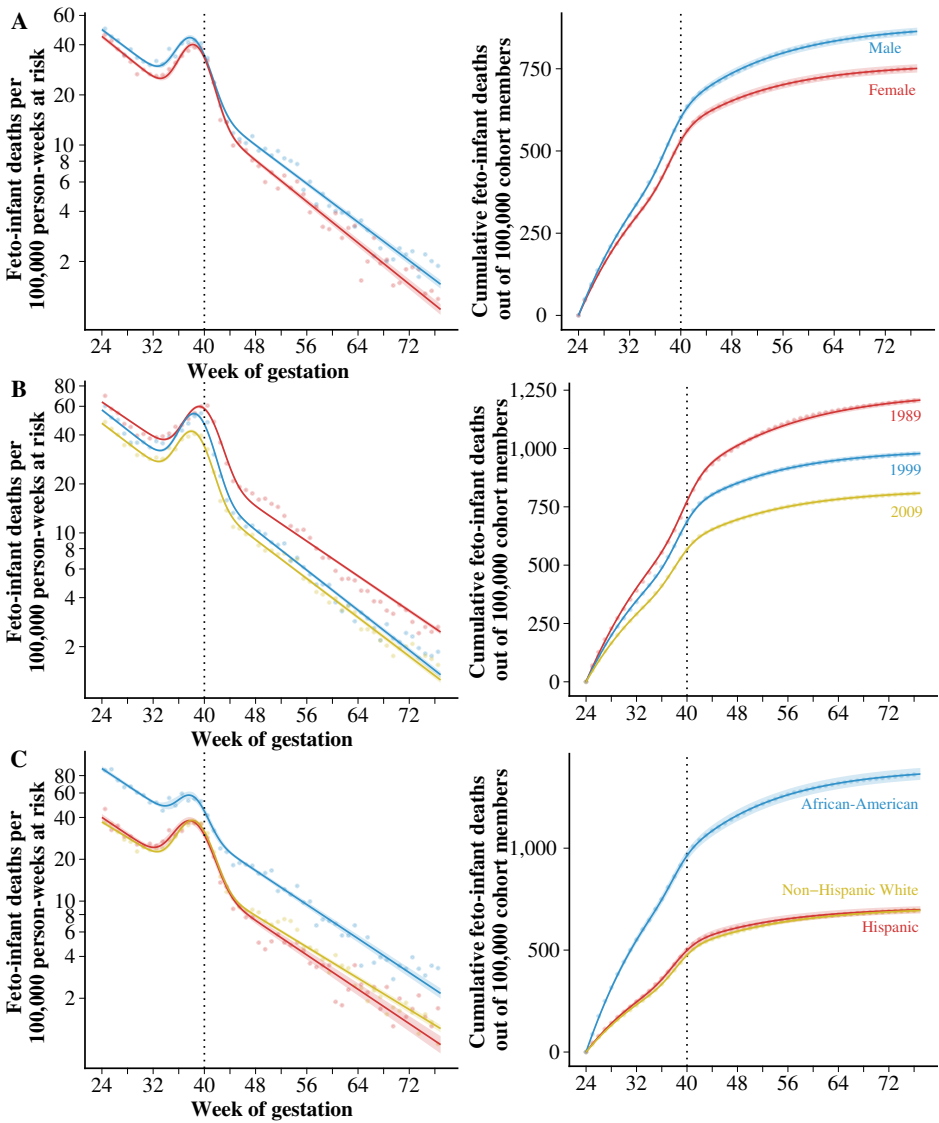 A
Feto-infant deaths per
100,000 person-weeks at risk
60
40
20
10
8
6
4
2
24 32 40 48 56 64 72
Week of gestation
Cumulative feto-infant deaths
out of 100,000 cohort members
750
500
250
0
Male
Female
24 32 40 48 56 64 72
B
Feto-infant deaths per
100,000 person-weeks at risk
80
60
40
20
10
8
6
4
2
24 32 40 48 56 64 72
Week of gestation
Cumulative feto-infant deaths
out of 100,000 cohort members
1,250
1,000
750
500
250
0
1989
1999
2009
24 32 40 48 56 64 72
C
Feto-infant deaths per
100,000 person-weeks at risk
80
60
40
20
10
8
6
4
2
24 32 40 48 56 64 72
Week of gestation
Cumulative feto-infant deaths
out of 100,000 cohort members
1,000
500
0
African-American
Non−Hispanic White
Hispanic
24 32 40 48 56 64 72